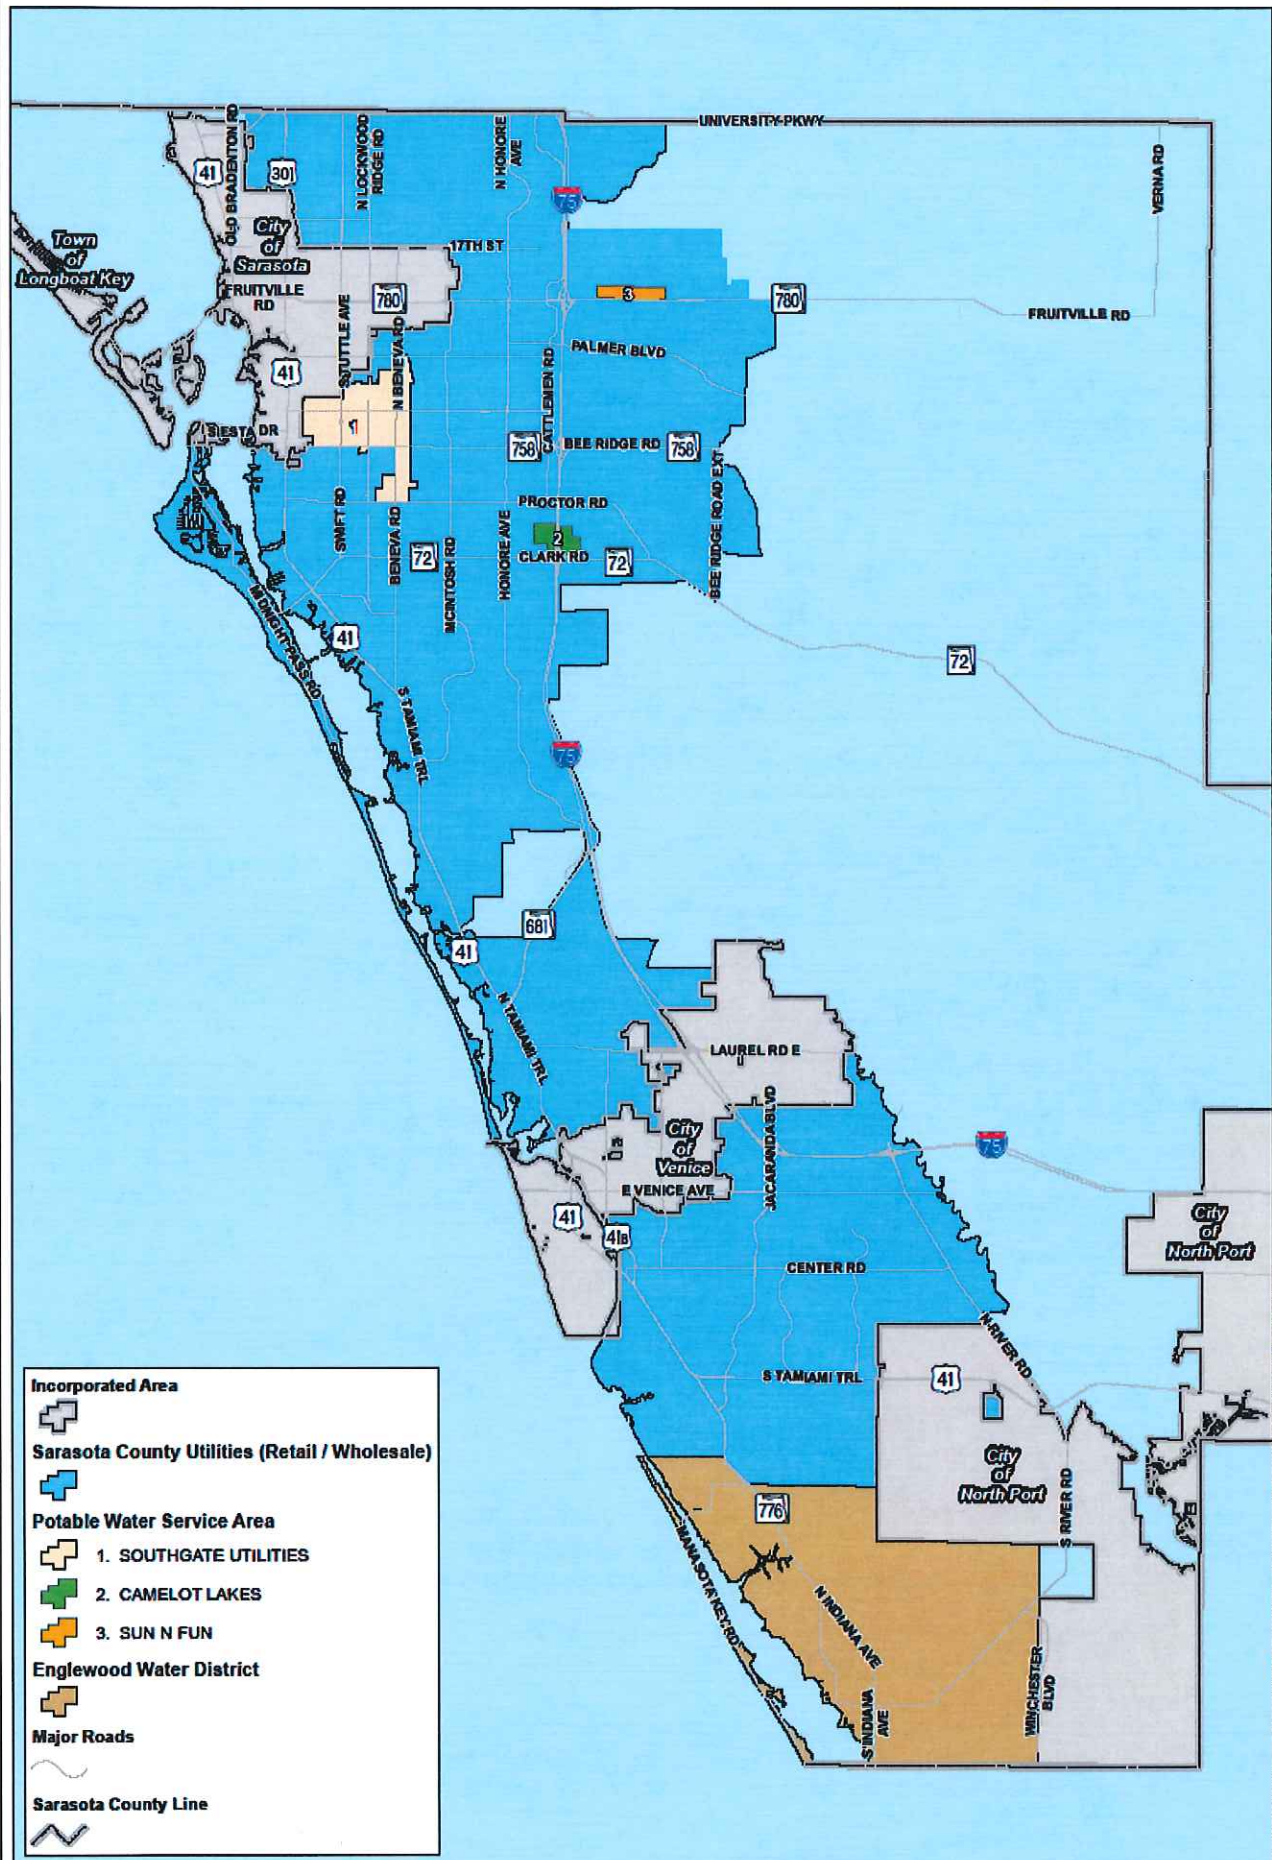 UNIVERSITY PKWY
OLD BRADENTON RD
41
301
N LOCKWOOD
RIDGE RD
N HONORE
AVE
75
VERNA RD
Town
of
Longboat Key
City
of
Sarasota
17TH ST
FRUITVILLE
RD
780
3
780
FRUITVILLE RD
S TUTTLE AVE
N BENEVA RD
41
PALMER BLVD
CATTLEMEN RD
SIESTA DR
1
758
BEE RIDGE RD
758
BEE RIDGE ROAD EXT
SWIFT RD
PROCTOR RD
BENEVA RD
72
MCINTOSH RD
HONORE AVE
2
CLARK RD
72
MIDNIGHT PASS RD
41
72
S TAMIAMI TRL
75
681
41
N TAMIAMI TRL
LAUREL RD E
JACARANDA BLVD
City
of
Venice
75
E VENICE AVE
41
41B
City
of
North Port
CENTER RD
N RIVER RD
S TAMIAMI TRL
41
City
of
North Port
S RIVER RD
776
MANASOTA KEY RD
N INDIANA AVE
S INDIANA
AVE
WINCHESTER
BLVD
Incorporated Area
Sarasota County Utilities (Retail / Wholesale)
Potable Water Service Area
1. SOUTHGATE UTILITIES
2. CAMELOT LAKES
3. SUN N FUN
Englewood Water District
Major Roads
Sarasota County Line